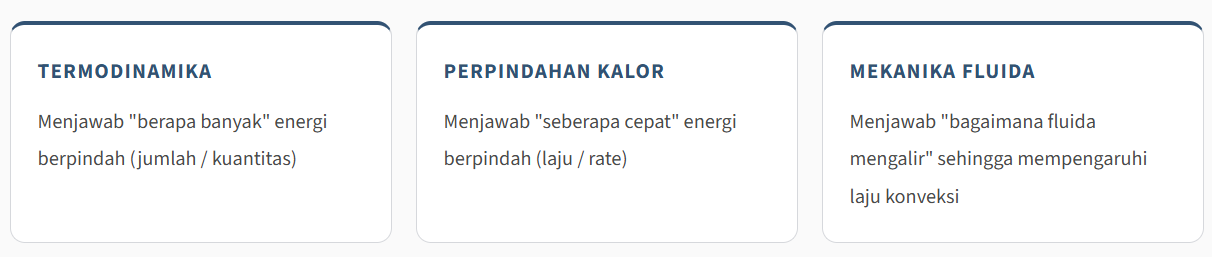 TERMODINAMIKA
Menjawab "berapa banyak" energi
berpindah (jumlah / kuantitas)
PERPINDAHAN KALOR
Menjawab "seberapa cepat" energi
berpindah (laju / rate)
MEKANIKA FLUIDA
Menjawab "bagaimana fluida
mengalir" sehingga mempengaruhi
laju konveksi